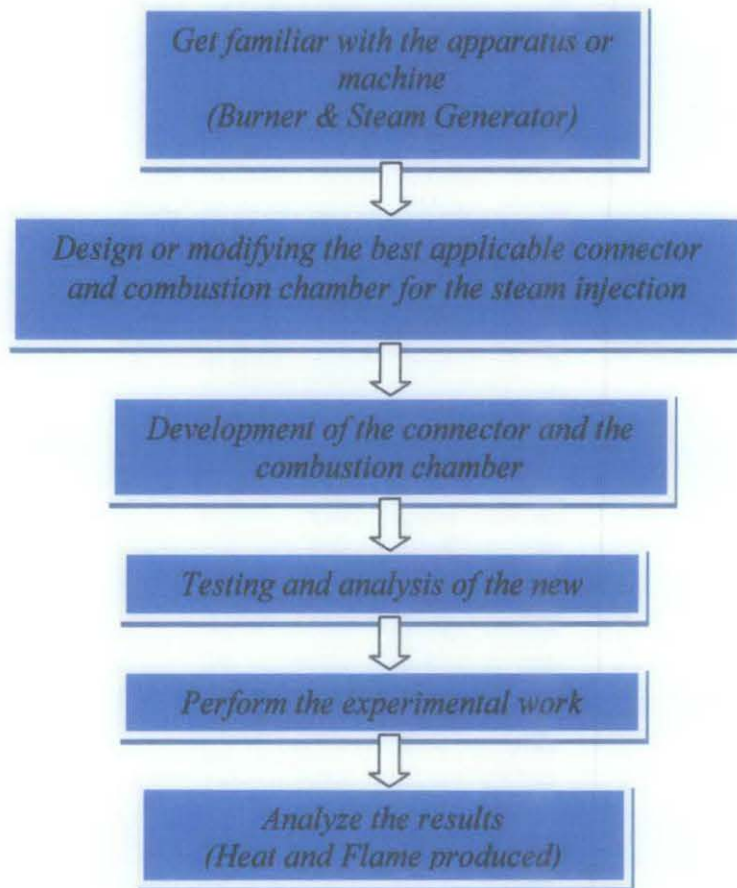 Get familiar with the apparatus or
machine
(Burner & Steam Generator)
Design or modifying the best applicable connector
and combustion chamber for the steam injection
Development of the connector and the
combustion chamber
Testing and analysis of the new
Perform the experimental work
Analyze the results
(Heat and Flame produced)